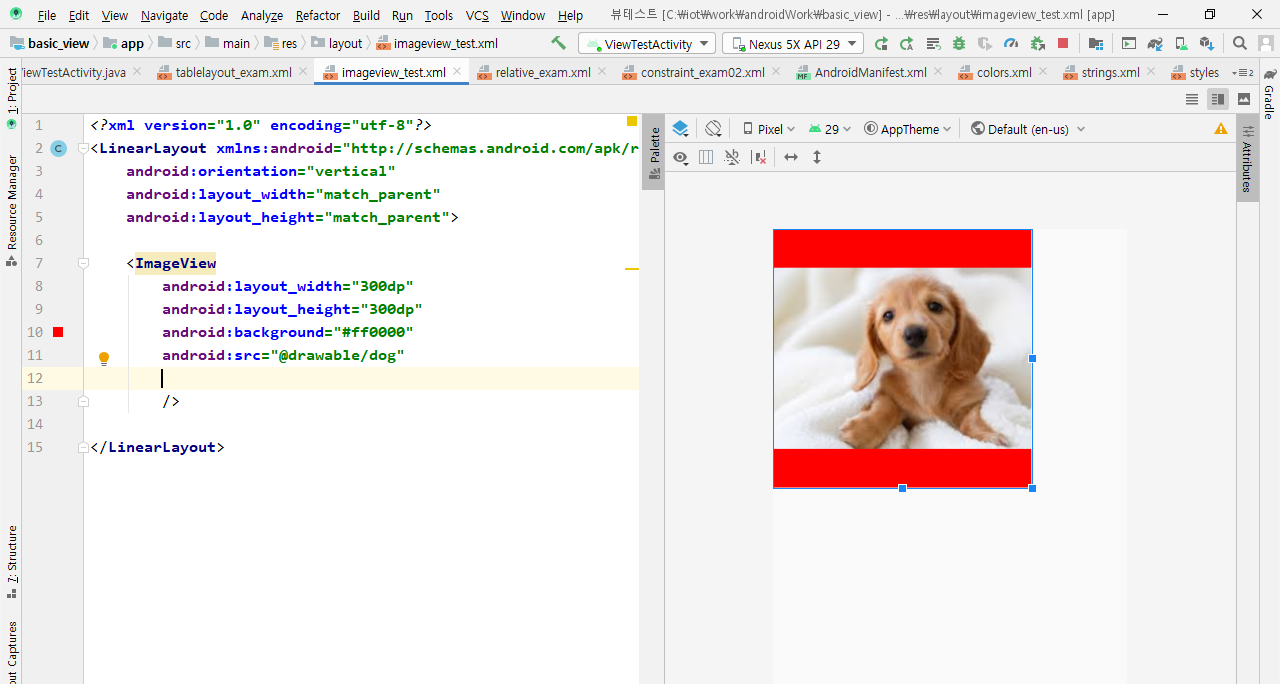 File Edit View Navigate Code Analyze Refactor Build Run Tools VCS Window Help 뷰테스트 [C:₩iot₩work₩androidWork₩basic_view] - ...₩res₩layout₩imageview_test.xml [app]
basic_view app src main res layout imageview_test.xml ViewTestActivity Nexus 5X API 29
iewTestActivity.java tablelayout_exam.xml imageview_test.xml relative_exam.xml constraint_exam02.xml AndroidManifest.xml colors.xml strings.xml styles 2
1: Project
Resource Manager
7: Structure
out Captures
1 <?xml version="1.0" encoding="utf-8"?>
2 C <LinearLayout xmlns:android="http://schemas.android.com/apk/r
3 android:orientation="vertical"
4 android:layout_width="match_parent"
5 android:layout_height="match_parent">
6
7 <ImageView
8 android:layout_width="300dp"
9 android:layout_height="300dp"
10 android:background="#ff0000"
11 android:src="@drawable/dog"
12
13 />
14
15 </LinearLayout>
Palette
Pixel 29 AppTheme Default (en-us)
Attributes
Gradle